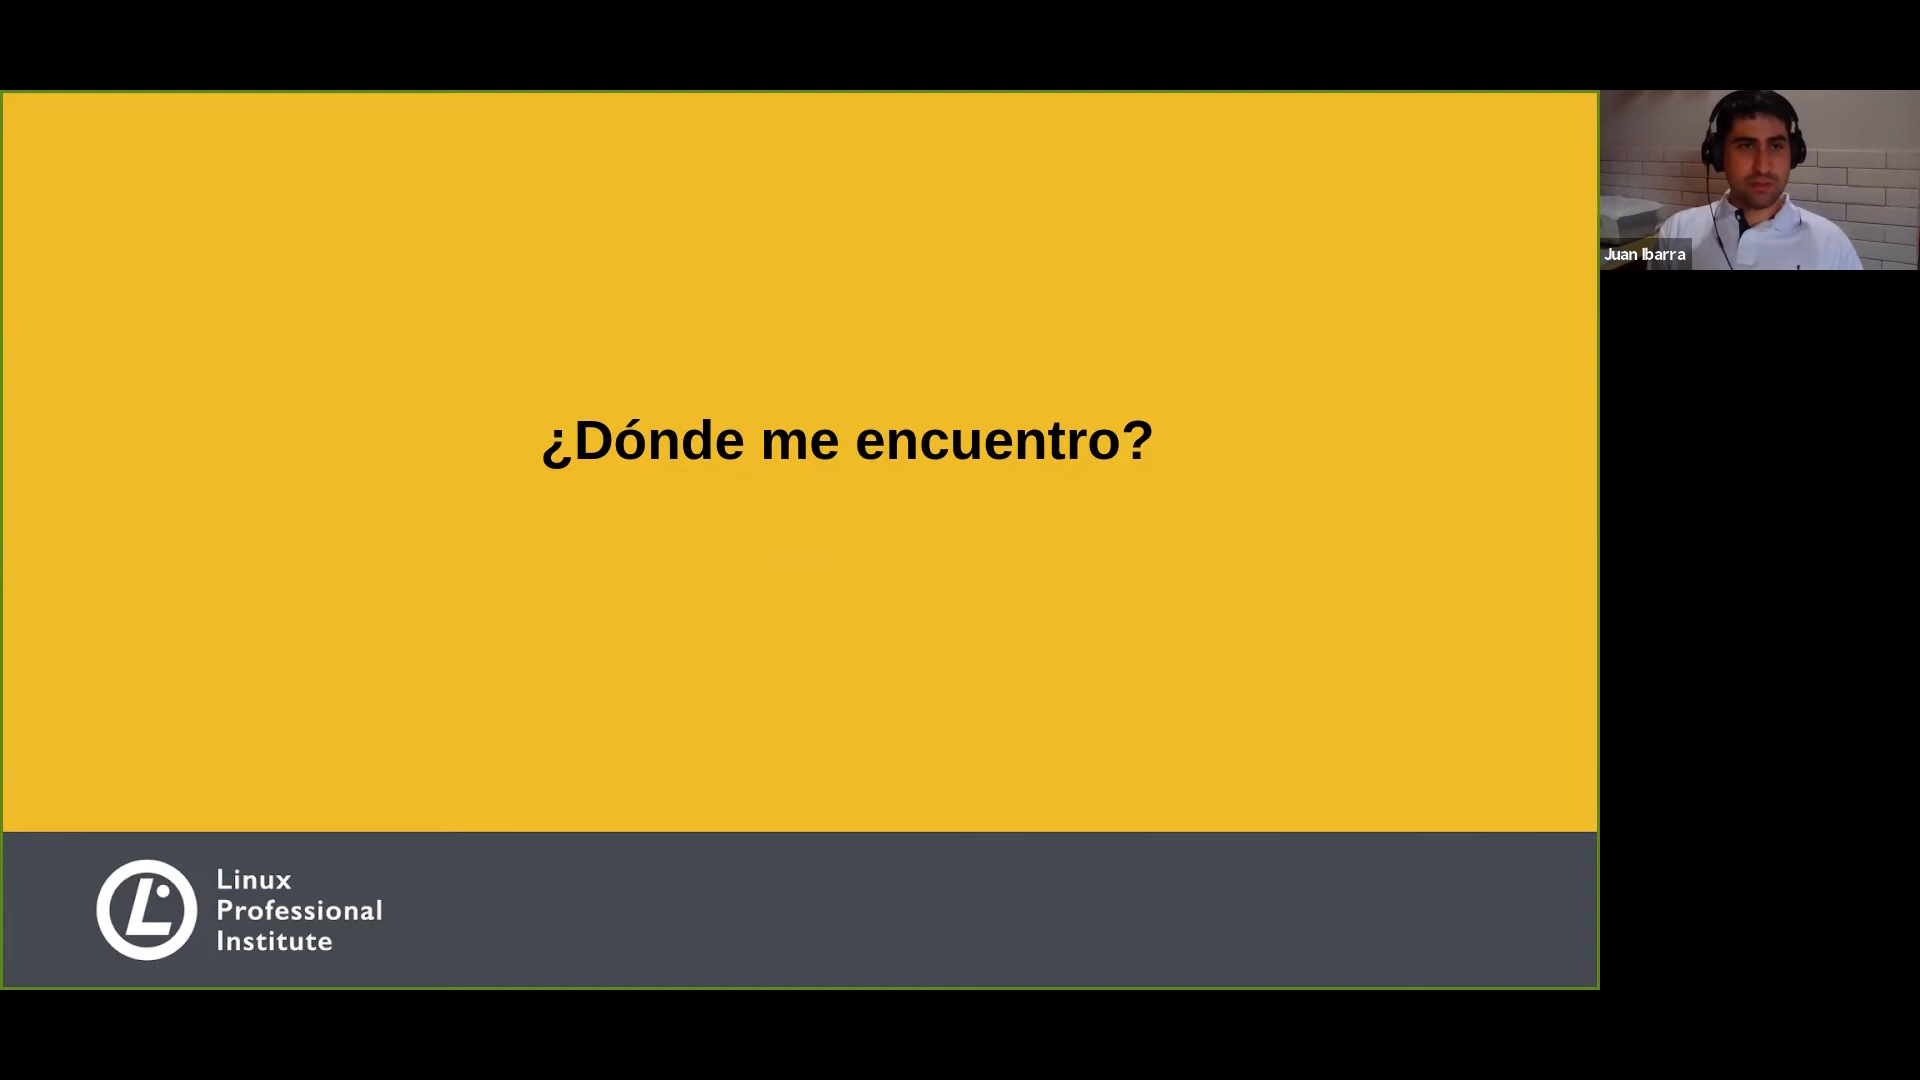 ¿Dónde me encuentro?
Juan Ibarra
Linux
Professional
Institute